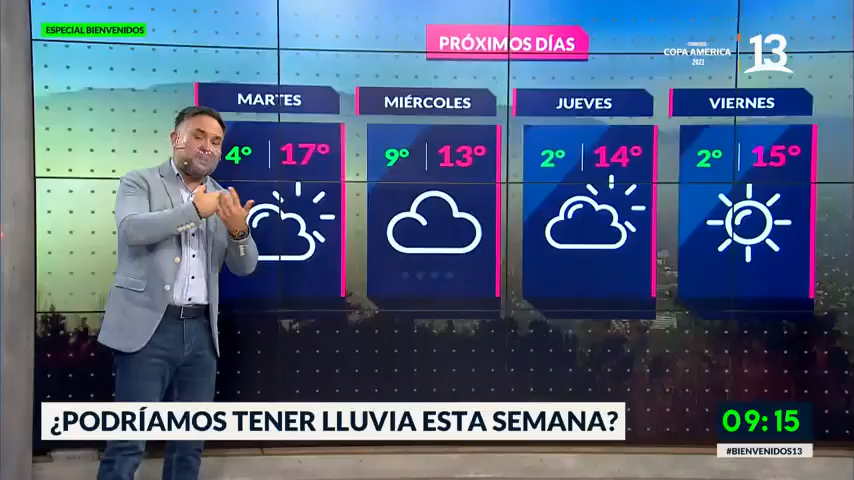 ESPECIAL BIENVENIDOS
PRÓXIMOS DÍAS
COPA AMÉRICA
2021
13
MARTES
MIÉRCOLES
JUEVES
VIERNES
4° 17°
9° 13°
2° 14°
2° 15°
¿PODRÍAMOS TENER LLUVIA ESTA SEMANA?
09:15
#BIENVENIDOS13